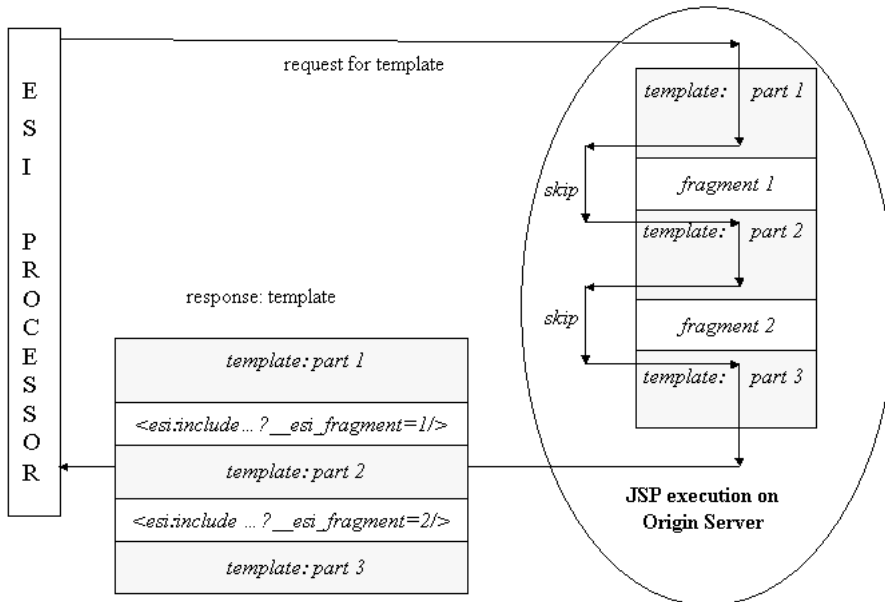 ESI PROCESSOR
request for template
template: part 1
skip
fragment 1
template: part 2
skip
fragment 2
template: part 3
JSP execution on
Origin Server
response: template
template: part 1
<esi:include ... ?__esi_fragment=1/>
template: part 2
<esi:include ... ?__esi_fragment=2/>
template: part 3